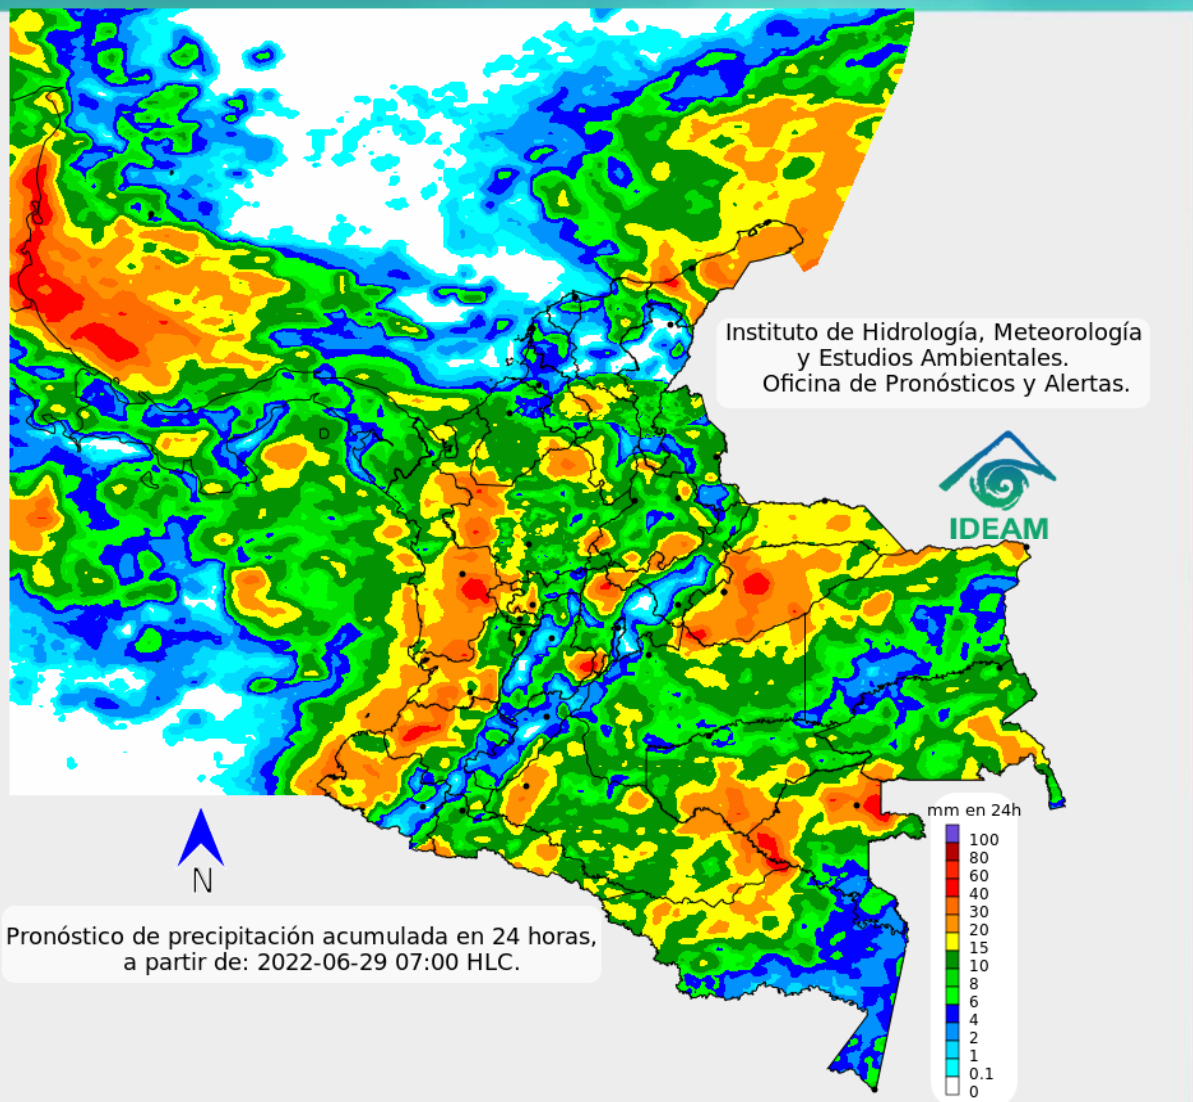 Instituto de Hidrología, Meteorología
y Estudios Ambientales.
Oficina de Pronósticos y Alertas.
IDEAM
N
Pronóstico de precipitación acumulada en 24 horas,
a partir de: 2022-06-29 07:00 HLC.
mm en 24h
100
80
60
40
30
20
15
10
8
6
4
2
1
0.1
0